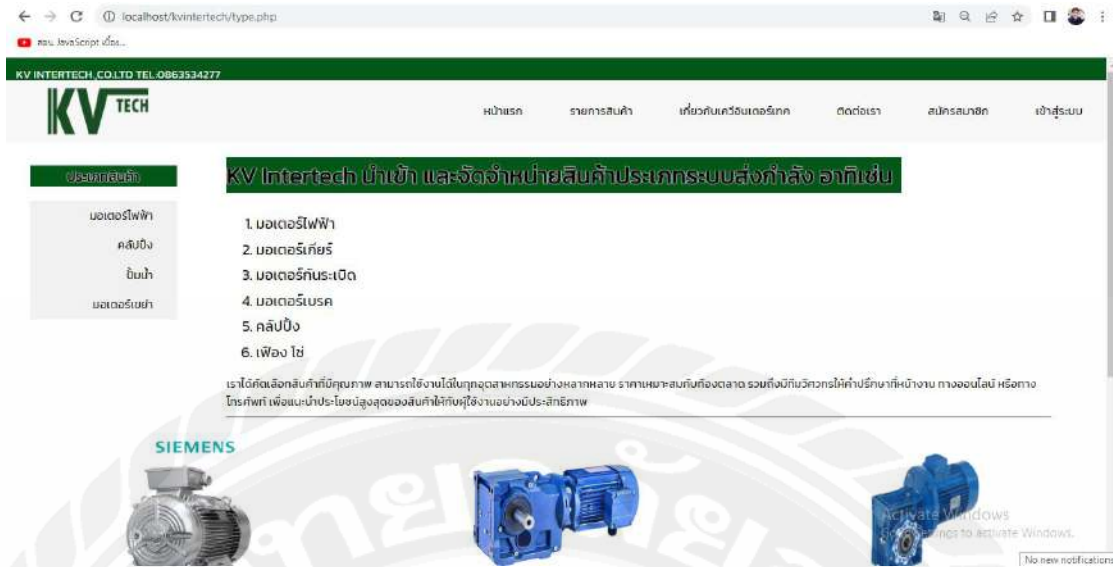 localhost/kvintertech/type.php
สอน JavaScript เบื้อง...
KV INTERTECH.,CO.LTD TEL.0863534277
KV TECH
หน้าแรก
รายการสินค้า
เกี่ยวกับเควีอินเตอร์เทค
ติดต่อเรา
สมัครสมาชิก
เข้าสู่ระบบ
ประเภทสินค้า
มอเตอร์ไฟฟ้า
คลัปปิ้ง
ปั้มน้ำ
มอเตอร์เขย่า
KV Intertech นำเข้า และจัดจำหน่ายสินค้าประเภทระบบส่งกำลัง อาทิเช่น
1. มอเตอร์ไฟฟ้า
2. มอเตอร์เกียร์
3. มอเตอร์กันระเบิด
4. มอเตอร์เบรค
5. คลัปปิ้ง
6. เฟือง โซ่
เราได้คัดเลือกสินค้าที่มีคุณภาพ สามารถใช้งานได้ในทุกอุตสาหกรรมอย่างหลากหลาย ราคาเหมาะสมกับท้องตลาด รวมถึงมีทีมวิศวกรให้คำปรึกษาที่หน้างาน ทางออนไลน์ หรือทาง
โทรศัพท์ เพื่อแนะนำประโยชน์สูงสุดของสินค้าให้กับผู้ใช้งานอย่างมีประสิทธิภาพ
SIEMENS
Activate Windows
Go to Settings to activate Windows.
No new notifications